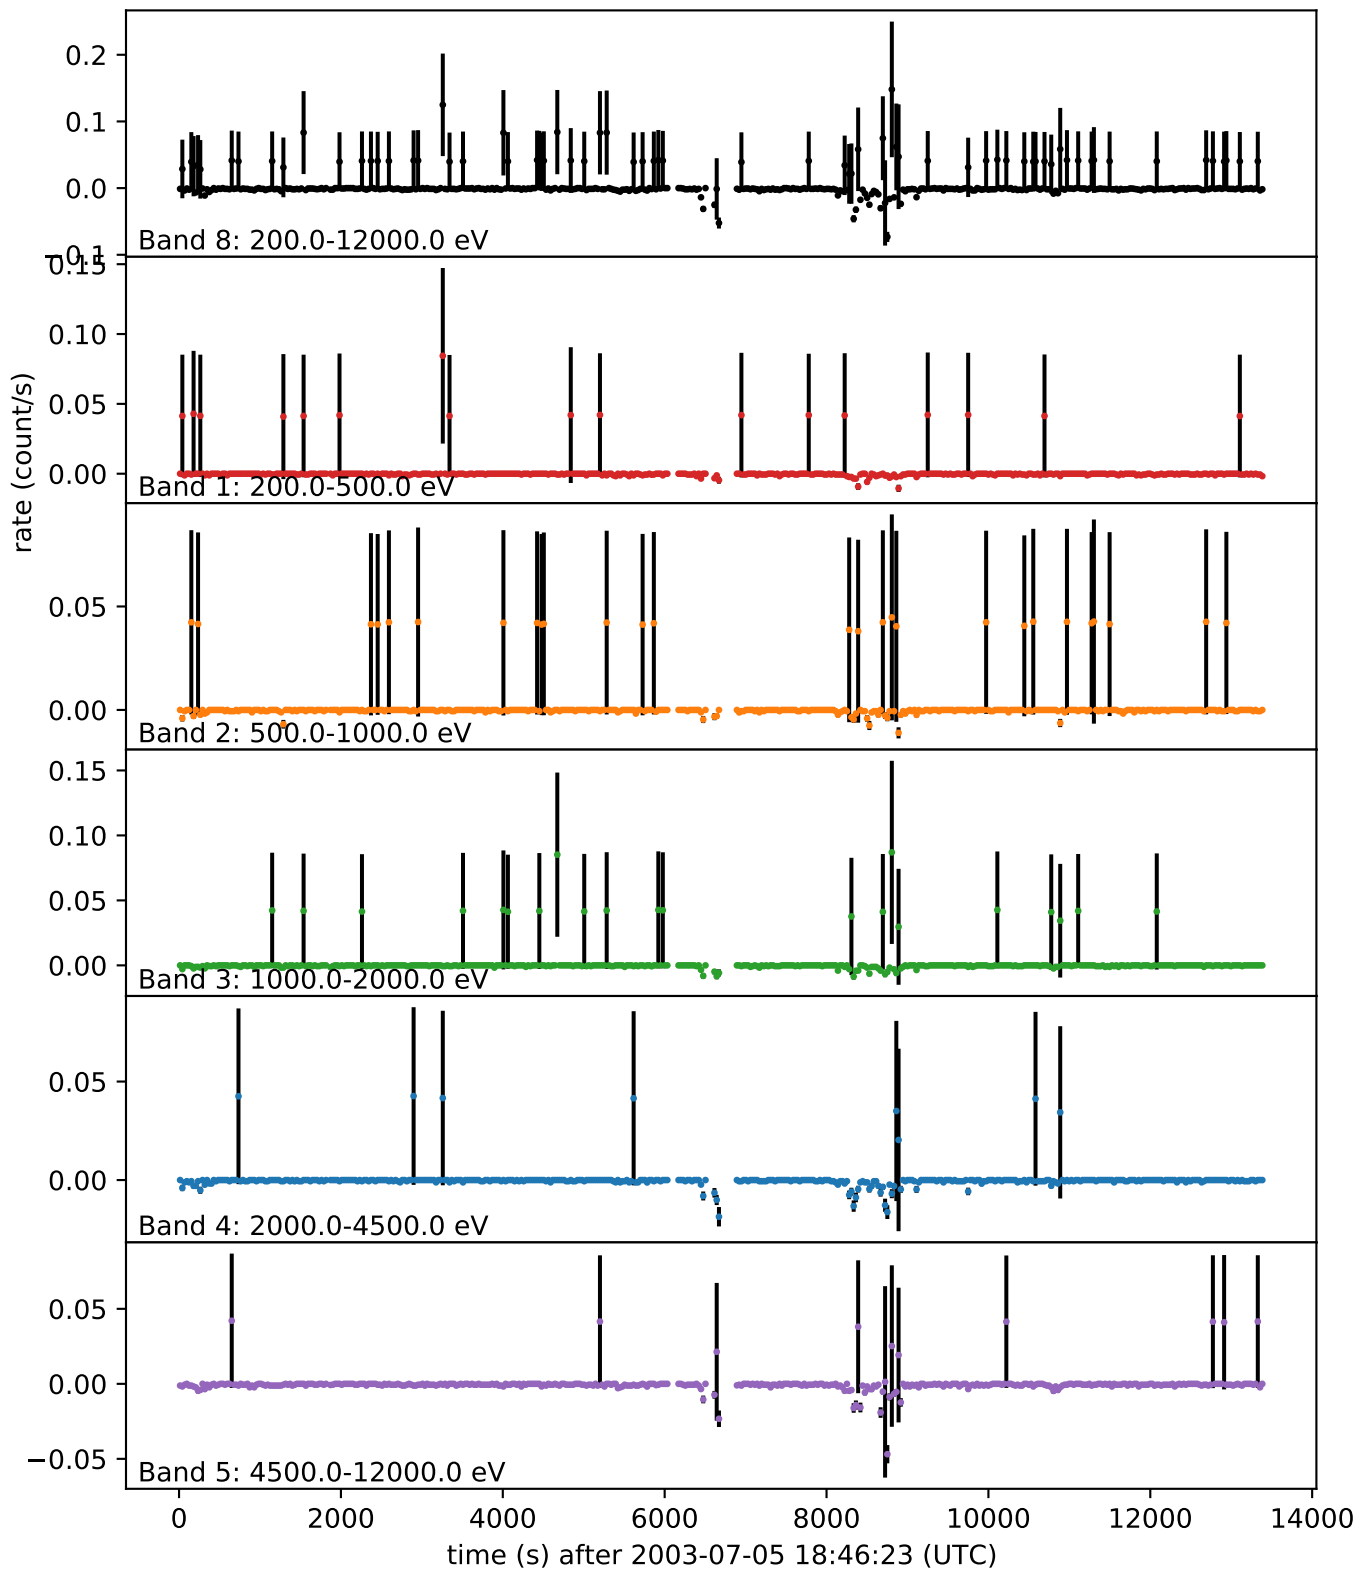 0.2
0.1
0.0
−0.1
Band 8: 200.0-12000.0 eV
0.15
0.10
0.05
0.00
Band 1: 200.0-500.0 eV
rate (count/s)
0.05
0.00
Band 2: 500.0-1000.0 eV
0.15
0.10
0.05
0.00
Band 3: 1000.0-2000.0 eV
0.05
0.00
Band 4: 2000.0-4500.0 eV
0.05
0.00
−0.05
Band 5: 4500.0-12000.0 eV
0 2000 4000 6000 8000 10000 12000 14000
time (s) after 2003-07-05 18:46:23 (UTC)